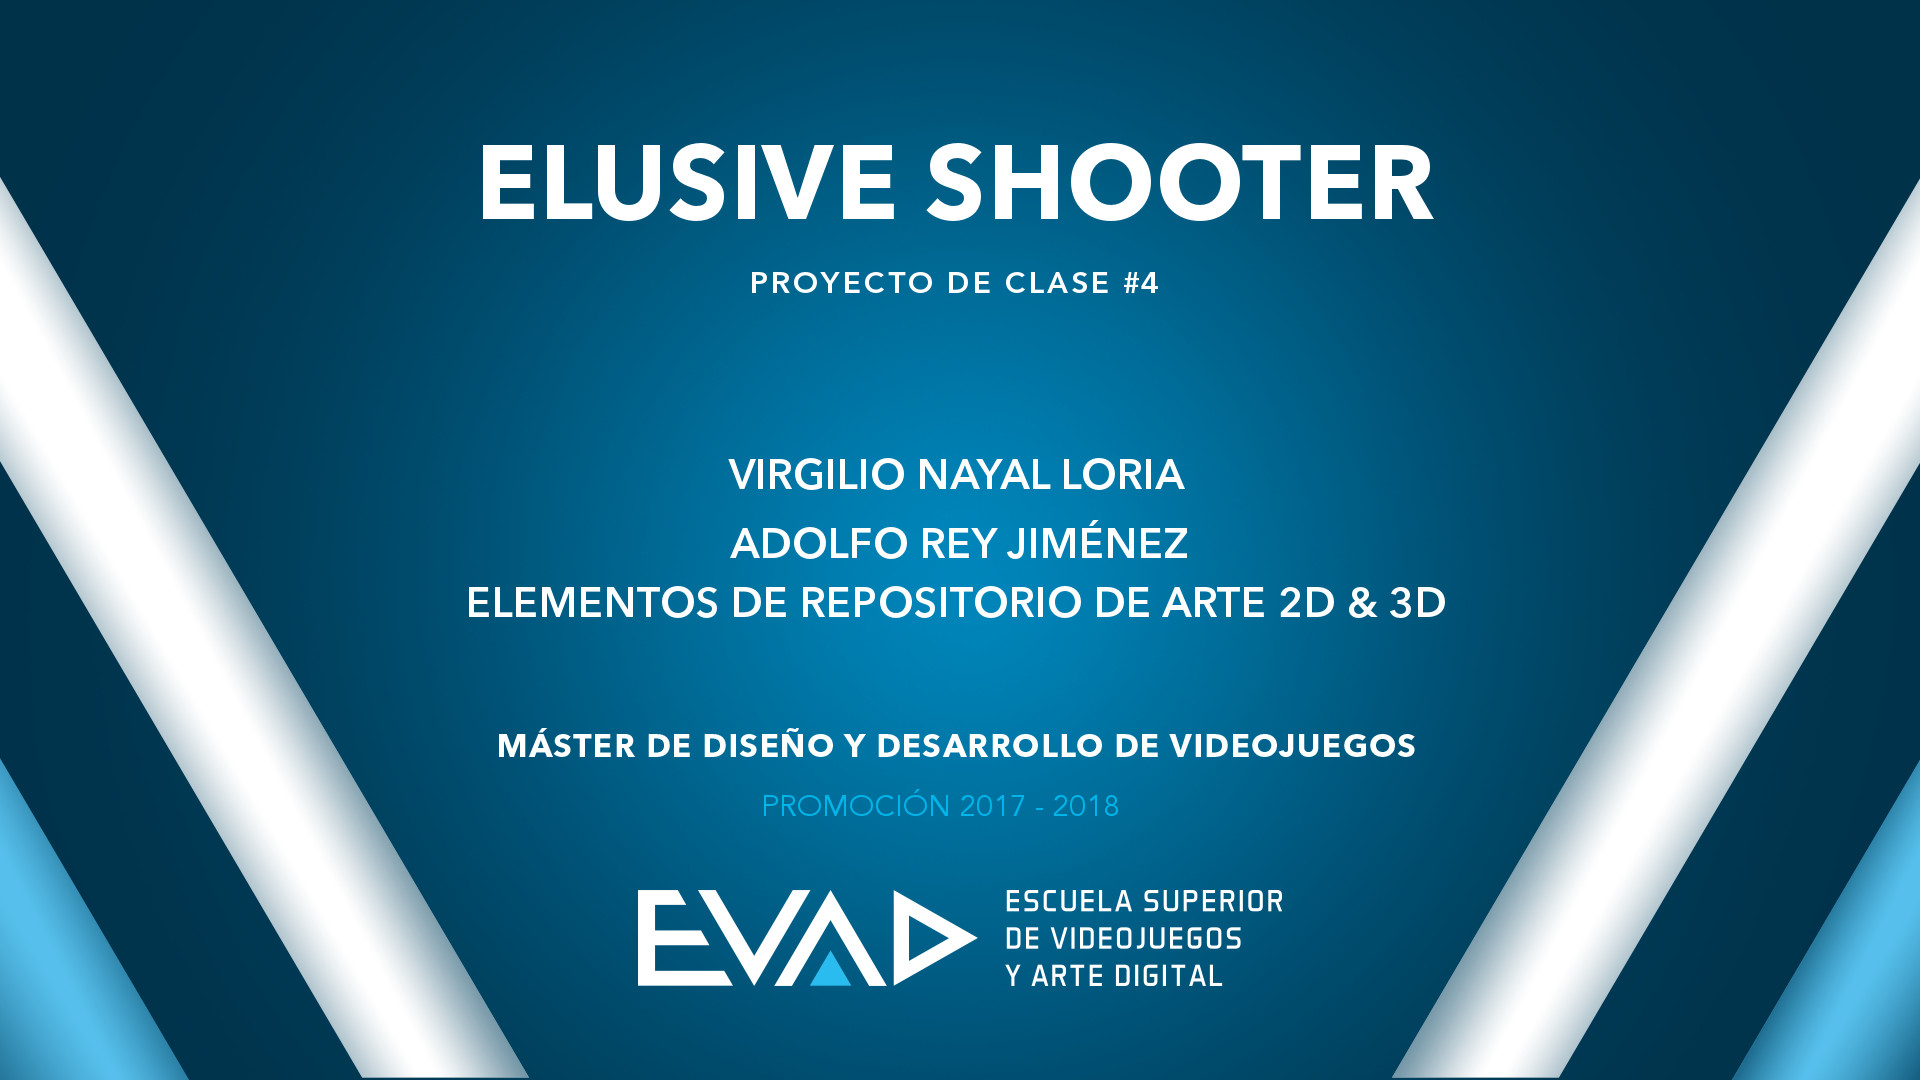 ELUSIVE SHOOTER
PROYECTO DE CLASE #4
VIRGILIO NAYAL LORIA
ADOLFO REY JIMÉNEZ
ELEMENTOS DE REPOSITORIO DE ARTE 2D & 3D
MÁSTER DE DISEÑO Y DESARROLLO DE VIDEOJUEGOS
PROMOCIÓN 2017 - 2018
EVAD
ESCUELA SUPERIOR
DE VIDEOJUEGOS
Y ARTE DIGITAL